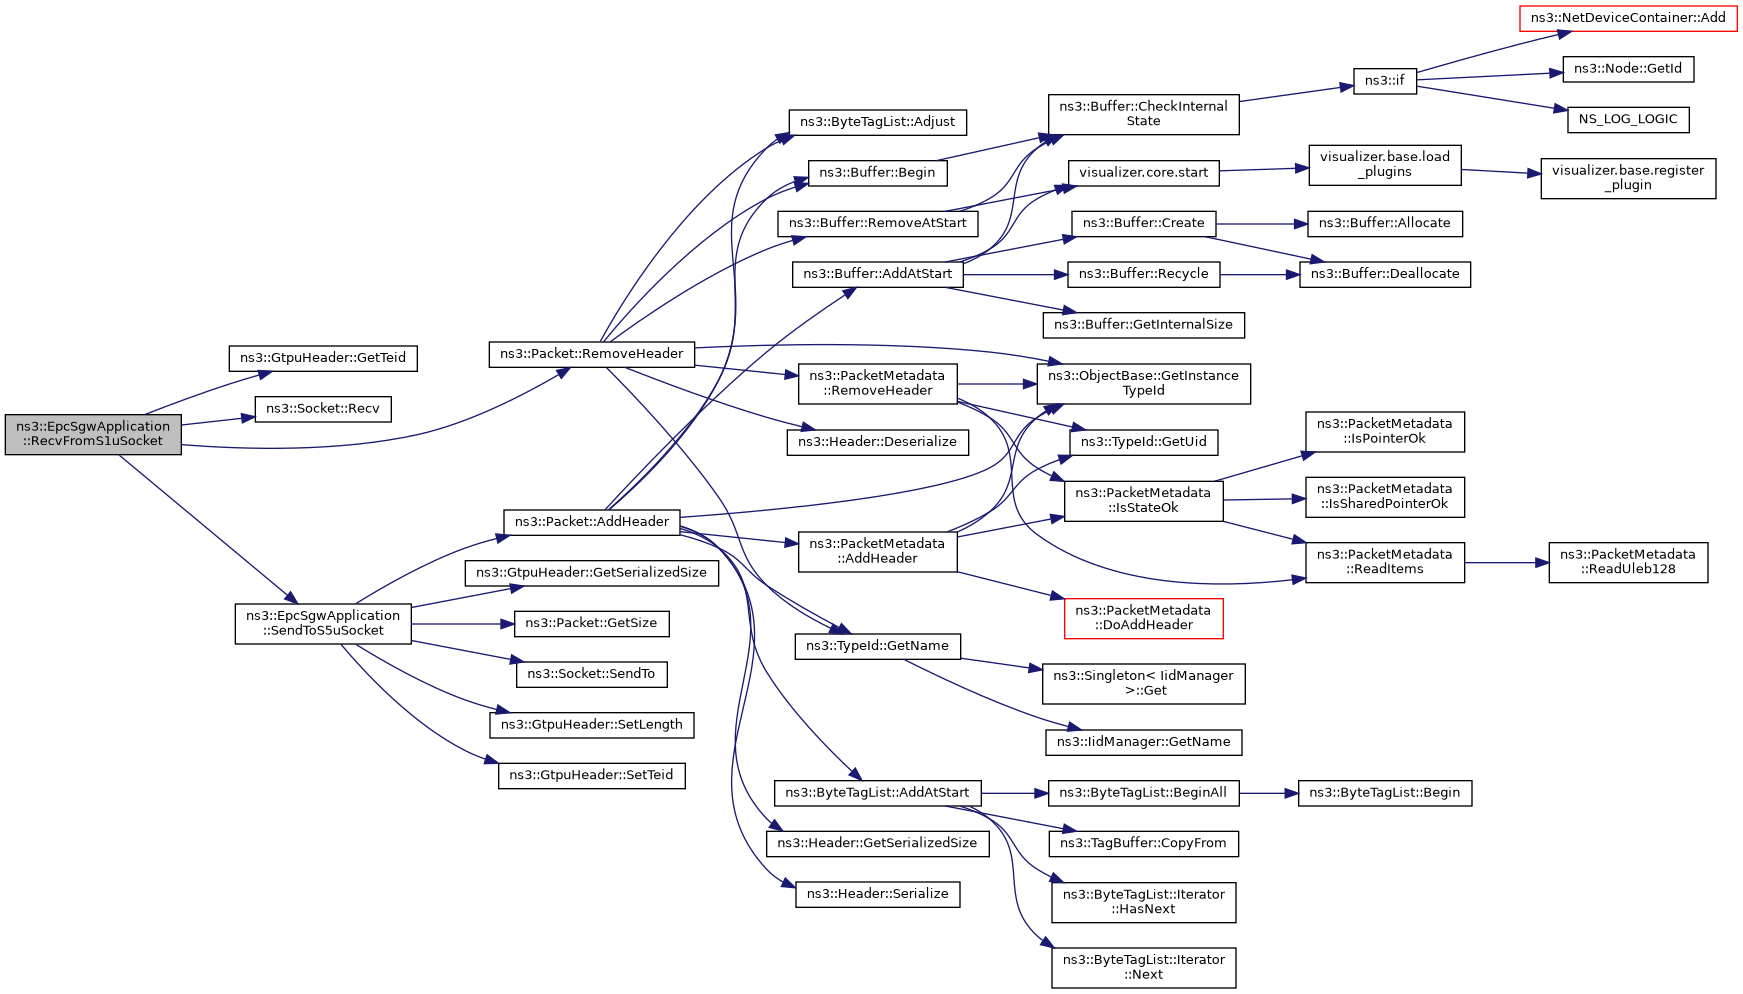 ns3::EpcSgwApplication
::RecvFromS1uSocket
ns3::GtpuHeader::GetTeid
ns3::Socket::Recv
ns3::Packet::RemoveHeader
ns3::EpcSgwApplication
::SendToS5uSocket
ns3::Packet::AddHeader
ns3::GtpuHeader::GetSerializedSize
ns3::Packet::GetSize
ns3::Socket::SendTo
ns3::GtpuHeader::SetLength
ns3::GtpuHeader::SetTeid
ns3::ByteTagList::Adjust
ns3::Buffer::Begin
ns3::Buffer::RemoveAtStart
ns3::Buffer::AddAtStart
ns3::PacketMetadata
::RemoveHeader
ns3::Header::Deserialize
ns3::PacketMetadata
::AddHeader
ns3::TypeId::GetName
ns3::ByteTagList::AddAtStart
ns3::Header::GetSerializedSize
ns3::Header::Serialize
ns3::Buffer::CheckInternal
State
visualizer.core.start
ns3::Buffer::Create
ns3::Buffer::Recycle
ns3::Buffer::GetInternalSize
ns3::ObjectBase::GetInstance
TypeId
ns3::TypeId::GetUid
ns3::PacketMetadata
::IsStateOk
ns3::PacketMetadata
::DoAddHeader
ns3::Singleton< IidManager
>::Get
ns3::IidManager::GetName
ns3::ByteTagList::BeginAll
ns3::TagBuffer::CopyFrom
ns3::ByteTagList::Iterator
::HasNext
ns3::ByteTagList::Iterator
::Next
ns3::if
visualizer.base.load
_plugins
ns3::Buffer::Allocate
ns3::Buffer::Deallocate
ns3::PacketMetadata
::IsPointerOk
ns3::PacketMetadata
::IsSharedPointerOk
ns3::PacketMetadata
::ReadItems
ns3::ByteTagList::Begin
ns3::NetDeviceContainer::Add
ns3::Node::GetId
NS_LOG_LOGIC
visualizer.base.register
_plugin
ns3::PacketMetadata
::ReadUleb128